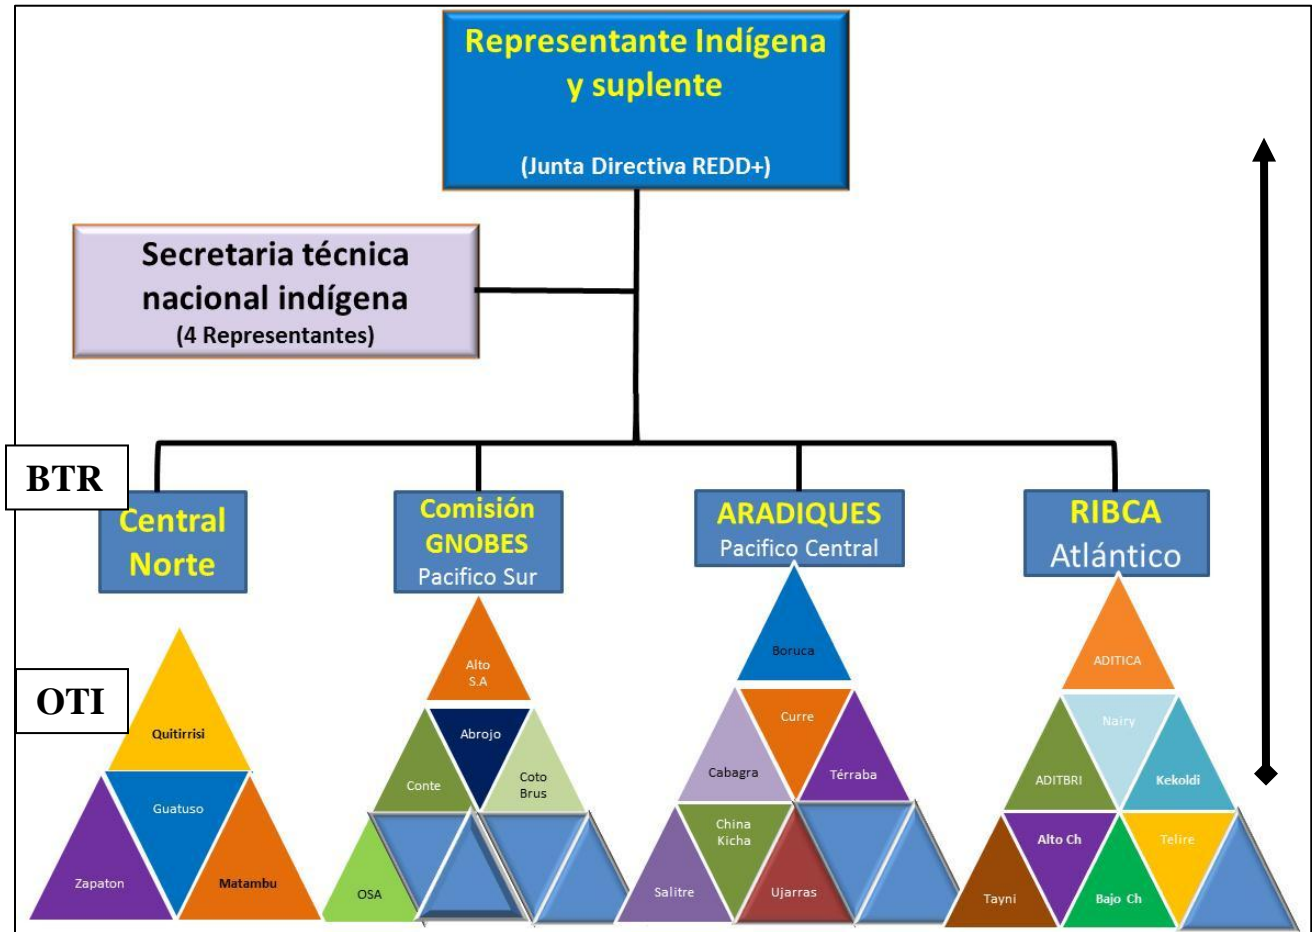 Representante Indígena
y suplente
(Junta Directiva REDD+)
Secretaria técnica
nacional indígena
(4 Representantes)
BTR
Central
Norte
Comisión
GNOBES
Pacifico Sur
ARADIQUES
Pacifico Central
RIBCA
Atlántico
OTI
Quitirrisi
Guatuso
Zapaton
Matambu
Alto
S.A
Abrojo
Conte
Coto
Brus
OSA
Boruca
Curre
Cabagra
Térraba
China
Kicha
Salitre
Ujarras
ADITICA
Nairy
ADITBRI
Kekoldi
Alto Ch
Telire
Tayni
Bajo Ch